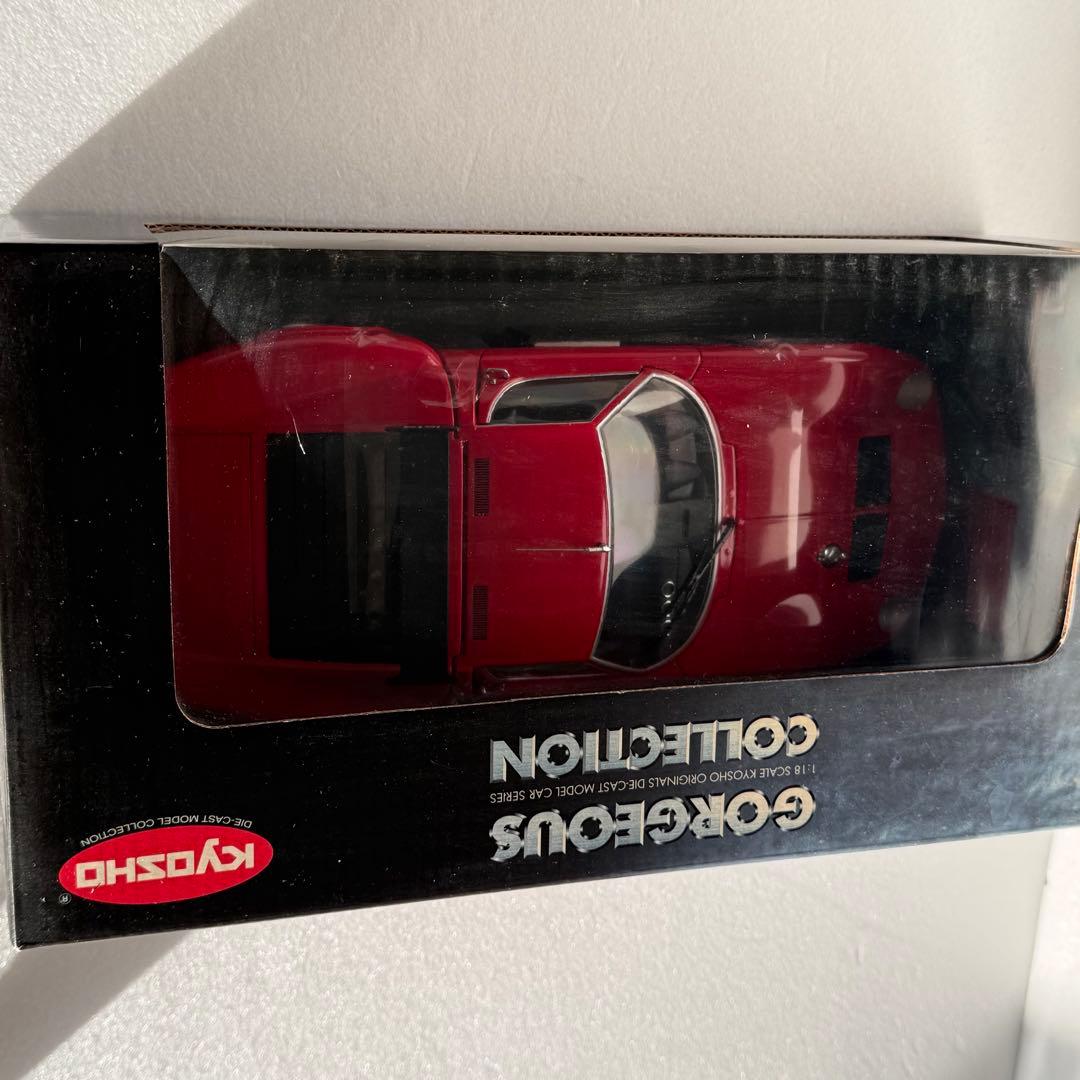 GORGEOUS
1:18 SCALE KYOSHO ORIGINALS DIE-CAST MODEL CAR SERIES
COLLECTION
KYOSHO
®
DIE-CAST MODEL COLLECTION